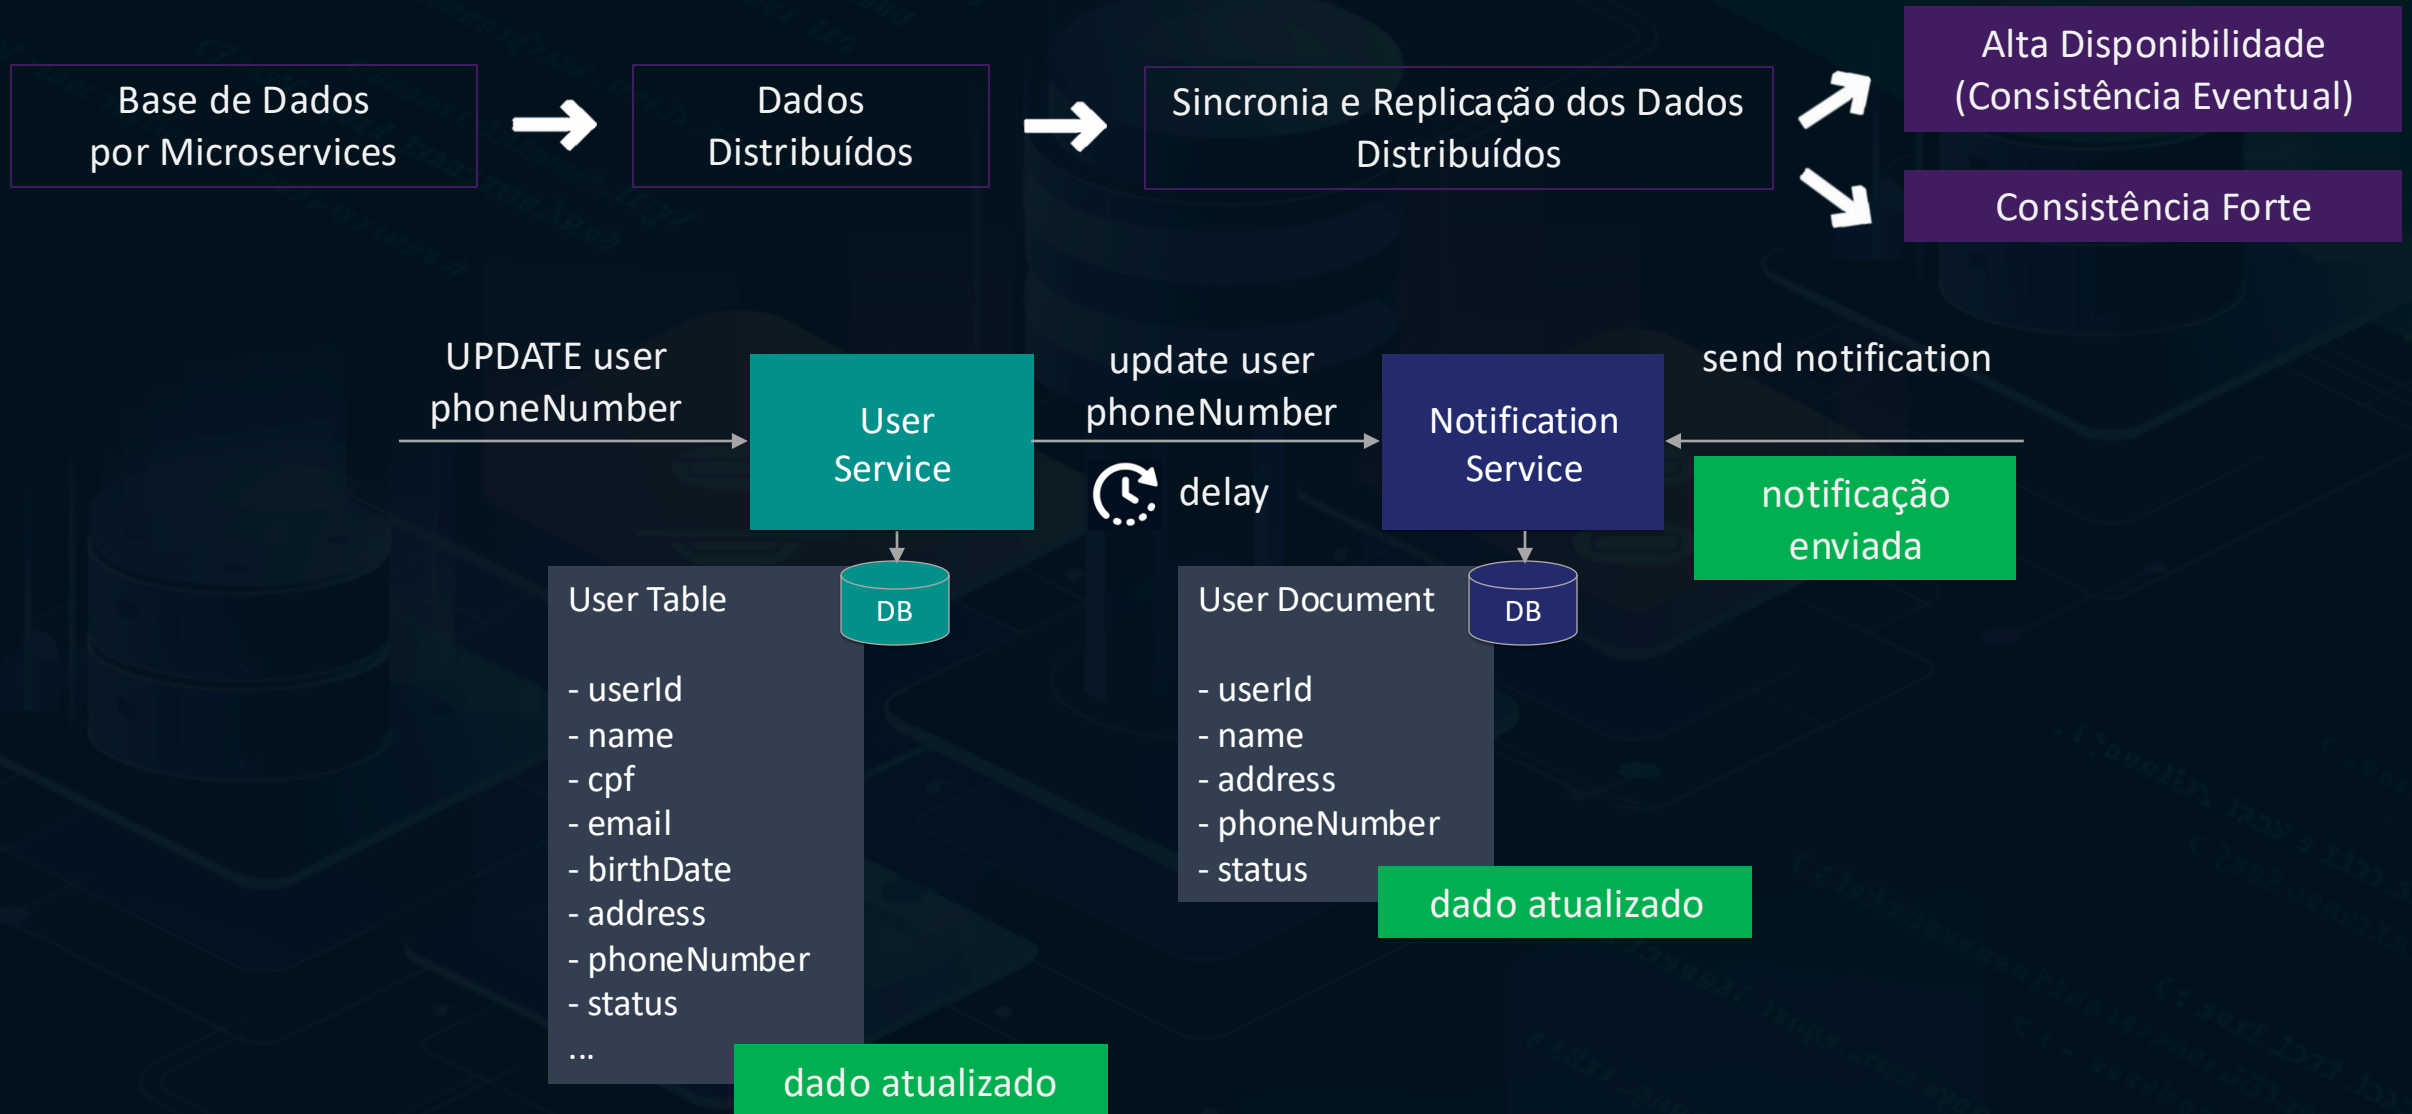 Base de Dados
por Microservices
Dados
Distribuídos
Sincronia e Replicação dos Dados
Distribuídos
Alta Disponibilidade
(Consistência Eventual)
Consistência Forte
UPDATE user
phoneNumber
User
Service
update user
phoneNumber
delay
Notification
Service
send notification
notificação
enviada
DB
User Table
- userId
- name
- cpf
- email
- birthDate
- address
- phoneNumber
- status
...
dado atualizado
DB
User Document
- userId
- name
- address
- phoneNumber
- status
dado atualizado